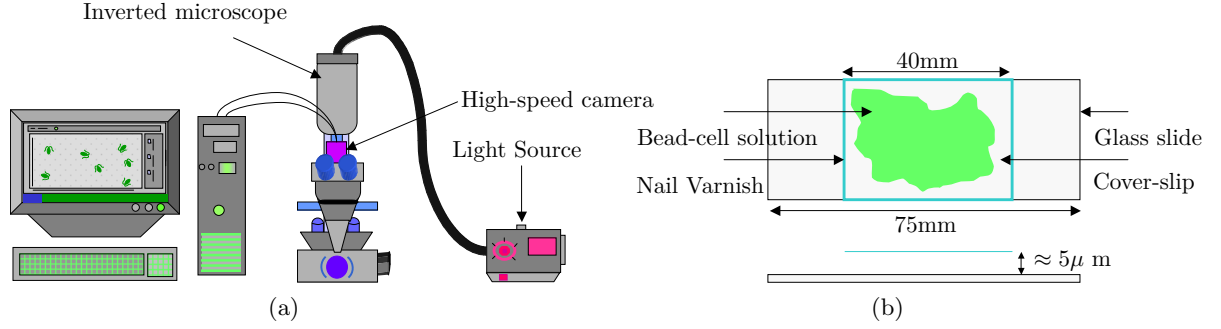 Inverted microscope
High-speed camera
Light Source
(a)
40mm
Bead-cell solution
Glass slide
Nail Varnish
Cover-slip
75mm
≈ 5μ m
(b)